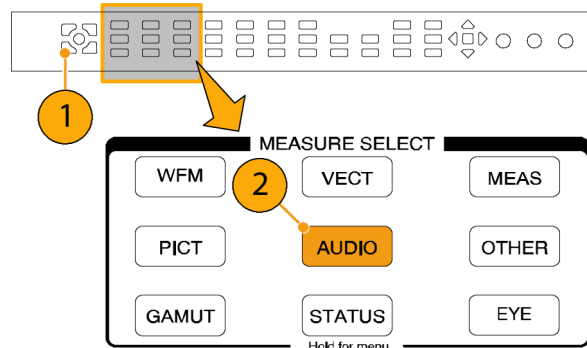 1
MEASURE SELECT
WFM VECT MEAS
2
PICT AUDIO OTHER
GAMUT STATUS EYE
Hold for menu